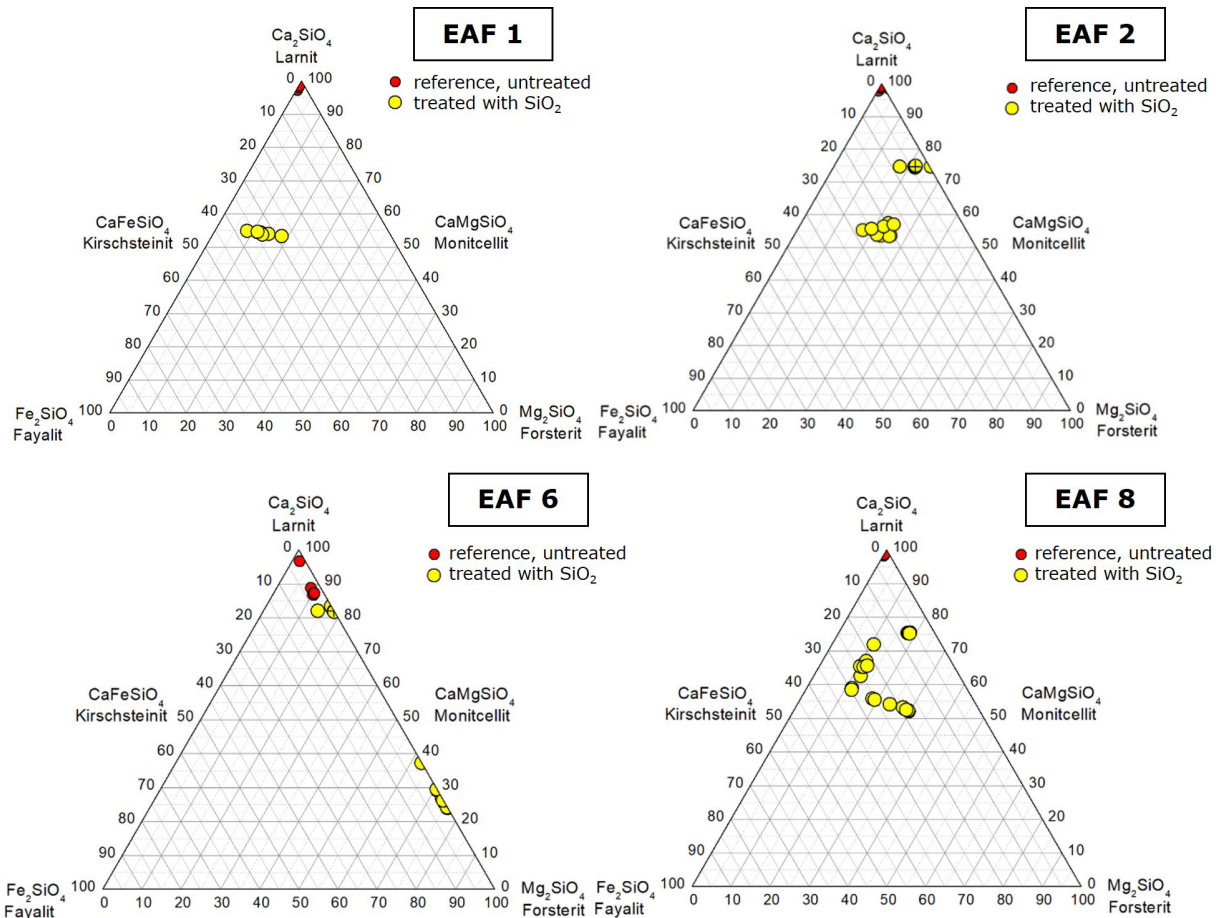 EAF 1
Ca₂SiO₄
Larnit
reference, untreated
treated with SiO₂
0 100
10 90
20 80
30 70
40 60
50 50
60 40
70 30
80 20
90 10
100 0
CaFeSiO₄
Kirschsteinit
CaMgSiO₄
Monitcellit
Fe₂SiO₄
Fayalit
Mg₂SiO₄
Forsterit
0 10 20 30 40 50 60 70 80 90 100
EAF 2
Ca₂SiO₄
Larnit
reference, untreated
treated with SiO₂
0 100
10 90
20 80
30 70
40 60
50 50
60 40
70 30
80 20
90 10
100 0
CaFeSiO₄
Kirschsteinit
CaMgSiO₄
Monitcellit
Fe₂SiO₄
Fayalit
Mg₂SiO₄
Forsterit
0 10 20 30 40 50 60 70 80 90 100
EAF 6
Ca₂SiO₄
Larnit
reference, untreated
treated with SiO₂
0 100
10 90
20 80
30 70
40 60
50 50
60 40
70 30
80 20
90 10
100 0
CaFeSiO₄
Kirschsteinit
CaMgSiO₄
Monitcellit
Fe₂SiO₄
Fayalit
Mg₂SiO₄
Forsterit
0 10 20 30 40 50 60 70 80 90 100
EAF 8
Ca₂SiO₄
Larnit
reference, untreated
treated with SiO₂
0 100
10 90
20 80
30 70
40 60
50 50
60 40
70 30
80 20
90 10
100 0
CaFeSiO₄
Kirschsteinit
CaMgSiO₄
Monitcellit
Fe₂SiO₄
Fayalit
Mg₂SiO₄
Forsterit
0 10 20 30 40 50 60 70 80 90 100